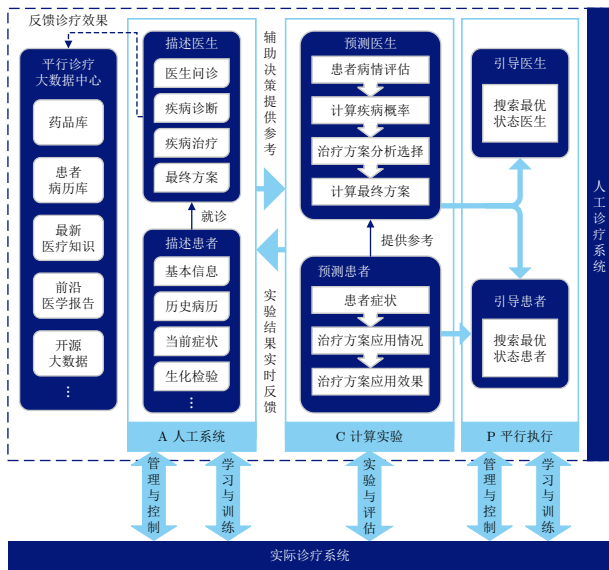 反馈诊疗效果
平行诊疗
大数据中心
药品库
患者
病历库
最新
医疗知识
前沿
医学报告
开源
大数据
⋮
描述医生
医生问诊
疾病诊断
疾病治疗
最终方案
就诊
描述患者
基本信息
历史病历
当前症状
生化检验
⋮
A 人工系统
辅助决策提供参考
实验结果实时反馈
预测医生
患者病情评估
计算疾病概率
治疗方案分析选择
计算最终方案
提供参考
预测患者
患者症状
治疗方案应用情况
治疗方案应用效果
C 计算实验
引导医生
搜索最优
状态医生
引导患者
搜索最优
状态患者
P 平行执行
人工诊疗系统
管理与控制
学习与训练
实验与评估
管理与控制
学习与训练
实际诊疗系统